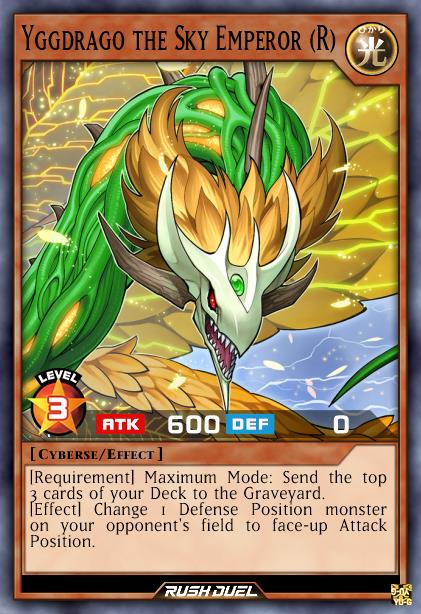 Yggdrago the Sky Emperor (R)
ひかり
光
LEVEL
3
ATK 600 DEF 0
[ Cyberse/Effect ]
[Requirement] Maximum Mode: Send the top
3 cards of your Deck to the Graveyard.
[Effect] Change 1 Defense Position monster
on your opponent's field to face-up Attack
Position.
RUSH DUEL